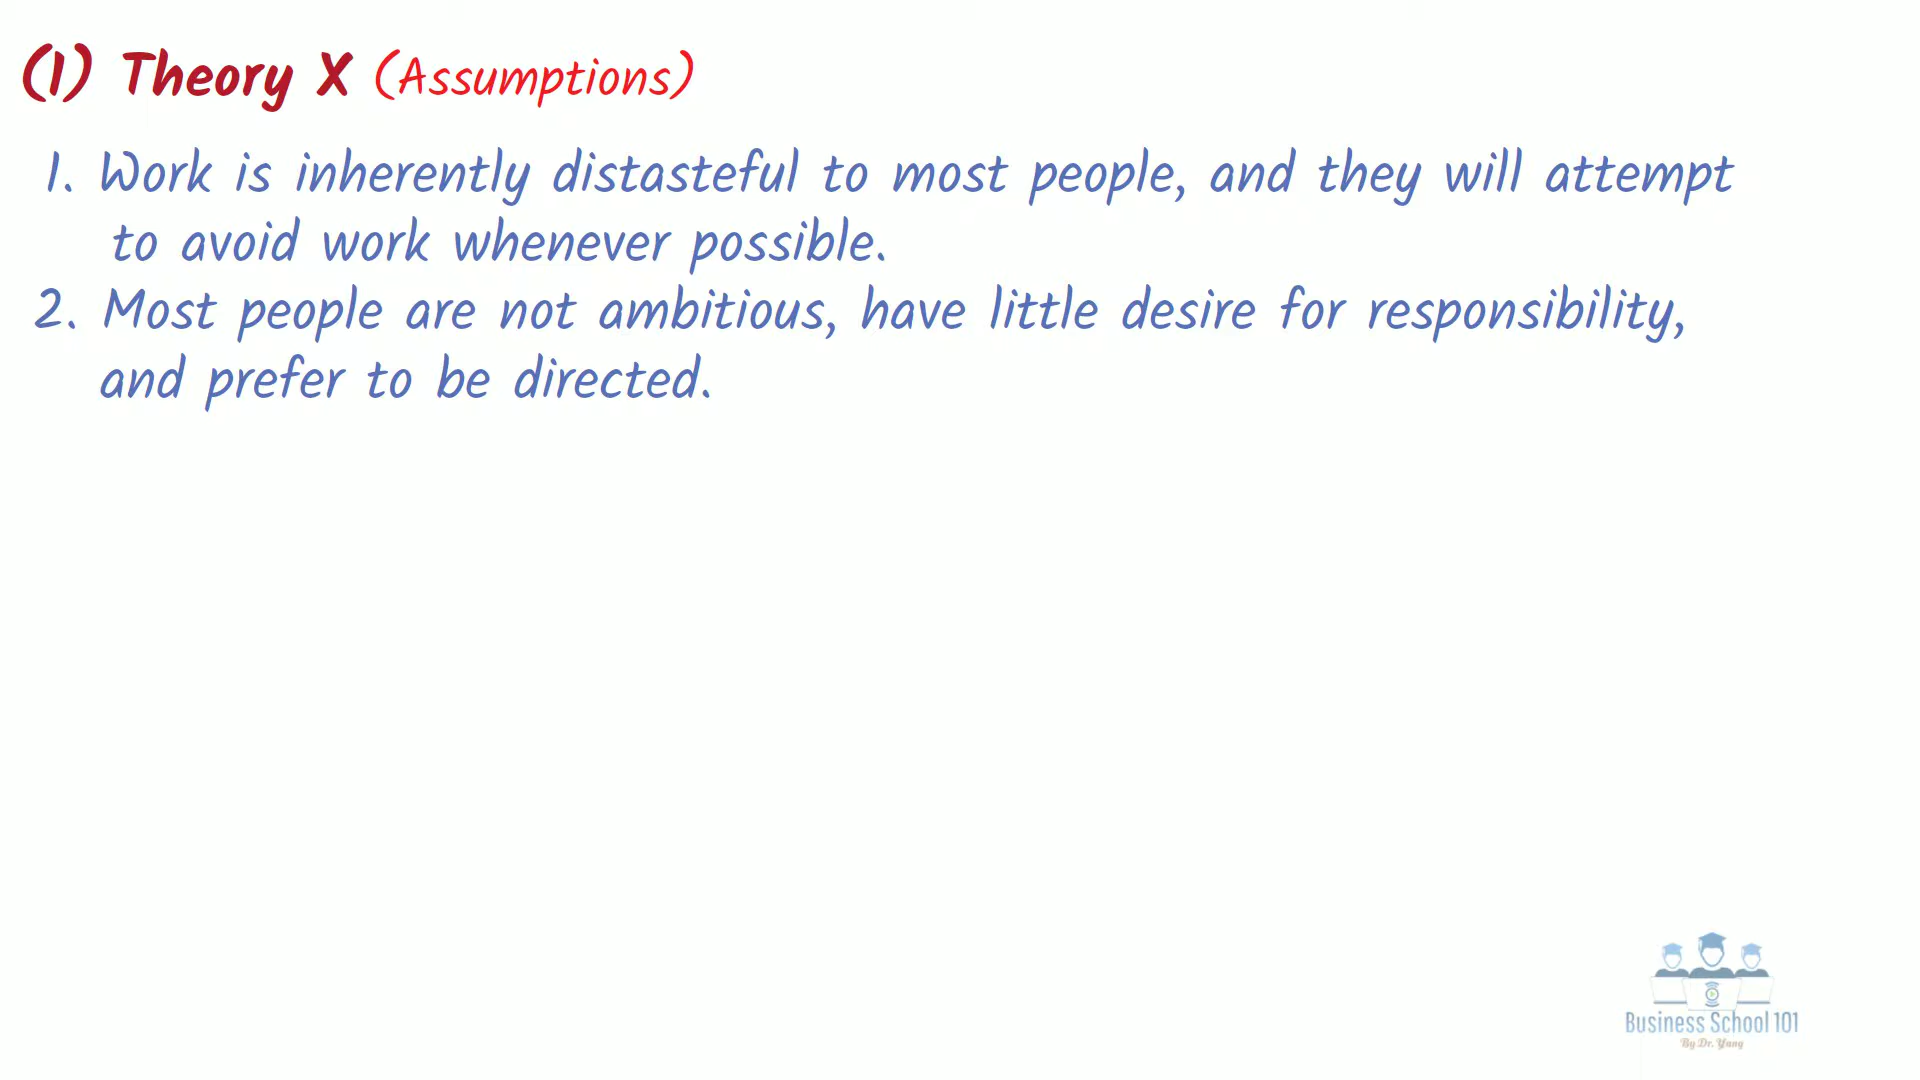 (1) Theory X (Assumptions)
1. Work is inherently distasteful to most people, and they will attempt
to avoid work whenever possible.
2. Most people are not ambitious, have little desire for responsibility,
and prefer to be directed.
Business School 101
By Dr. Yang